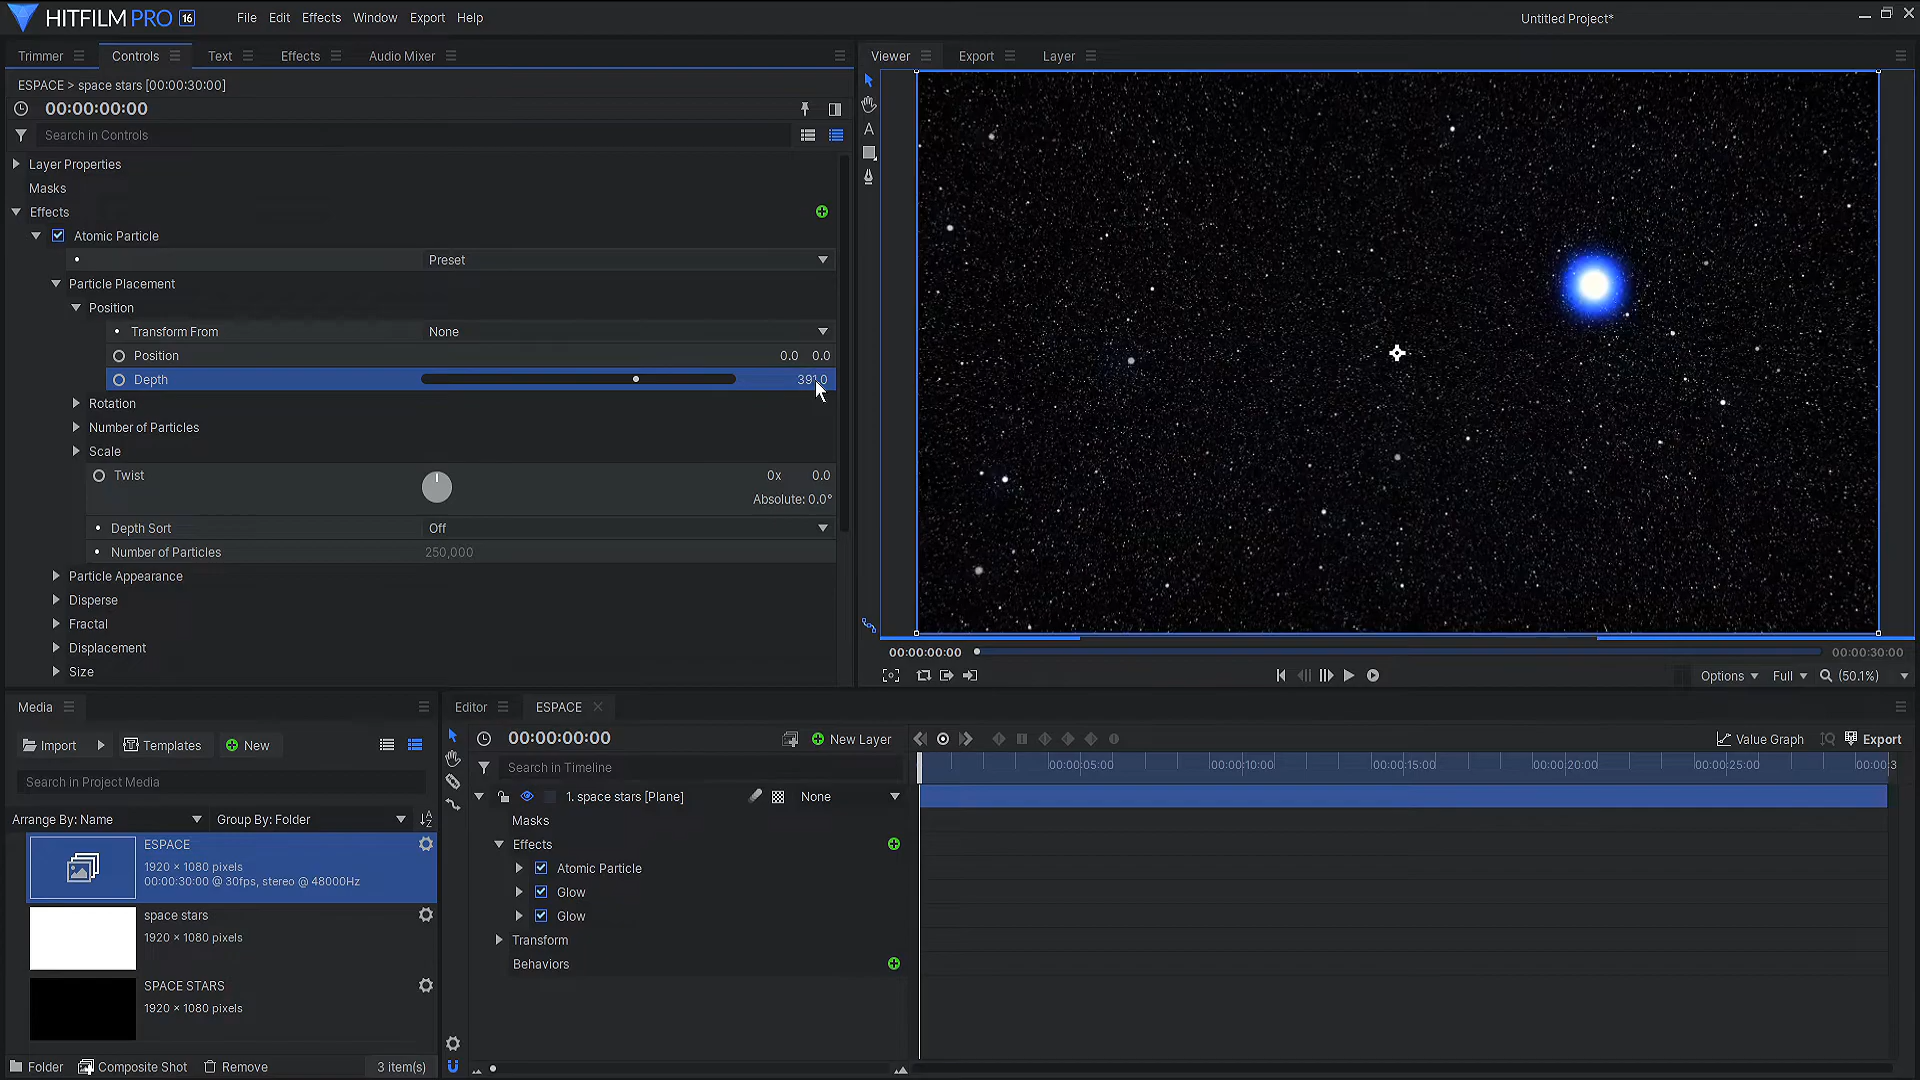 HITFILM PRO 16
File Edit Effects Window Export Help
Untitled Project*
Trimmer Controls Text Effects Audio Mixer
Viewer Export Layer
ESPACE > space stars [00:00:30:00]
00:00:00:00
Search in Controls
Layer Properties
Masks
Effects
Atomic Particle
Preset
Particle Placement
Position
Transform From None
Position 0.0 0.0
Depth
Rotation
Number of Particles
Scale
Twist 0x 0.0
Absolute: 0.0°
Depth Sort Off
Number of Particles 250,000
Particle Appearance
Disperse
Fractal
Displacement
Size
00:00:00:00 00:00:30:00
Options Full (50.1%)
Media
Import Templates New
Search in Project Media
Arrange By: Name Group By: Folder
ESPACE
1920 × 1080 pixels
00:00:30:00 @ 30fps, stereo @ 48000Hz
space stars
1920 × 1080 pixels
SPACE STARS
1920 × 1080 pixels
Folder Composite Shot Remove 3 item(s)
Editor ESPACE
00:00:00:00 New Layer Value Graph Export
Search in Timeline
00:00:05:00 00:00:10:00 00:00:15:00 00:00:20:00 00:00:25:00 00:00:3
1. space stars [Plane] None
Masks
Effects
Atomic Particle
Glow
Glow
Transform
Behaviors